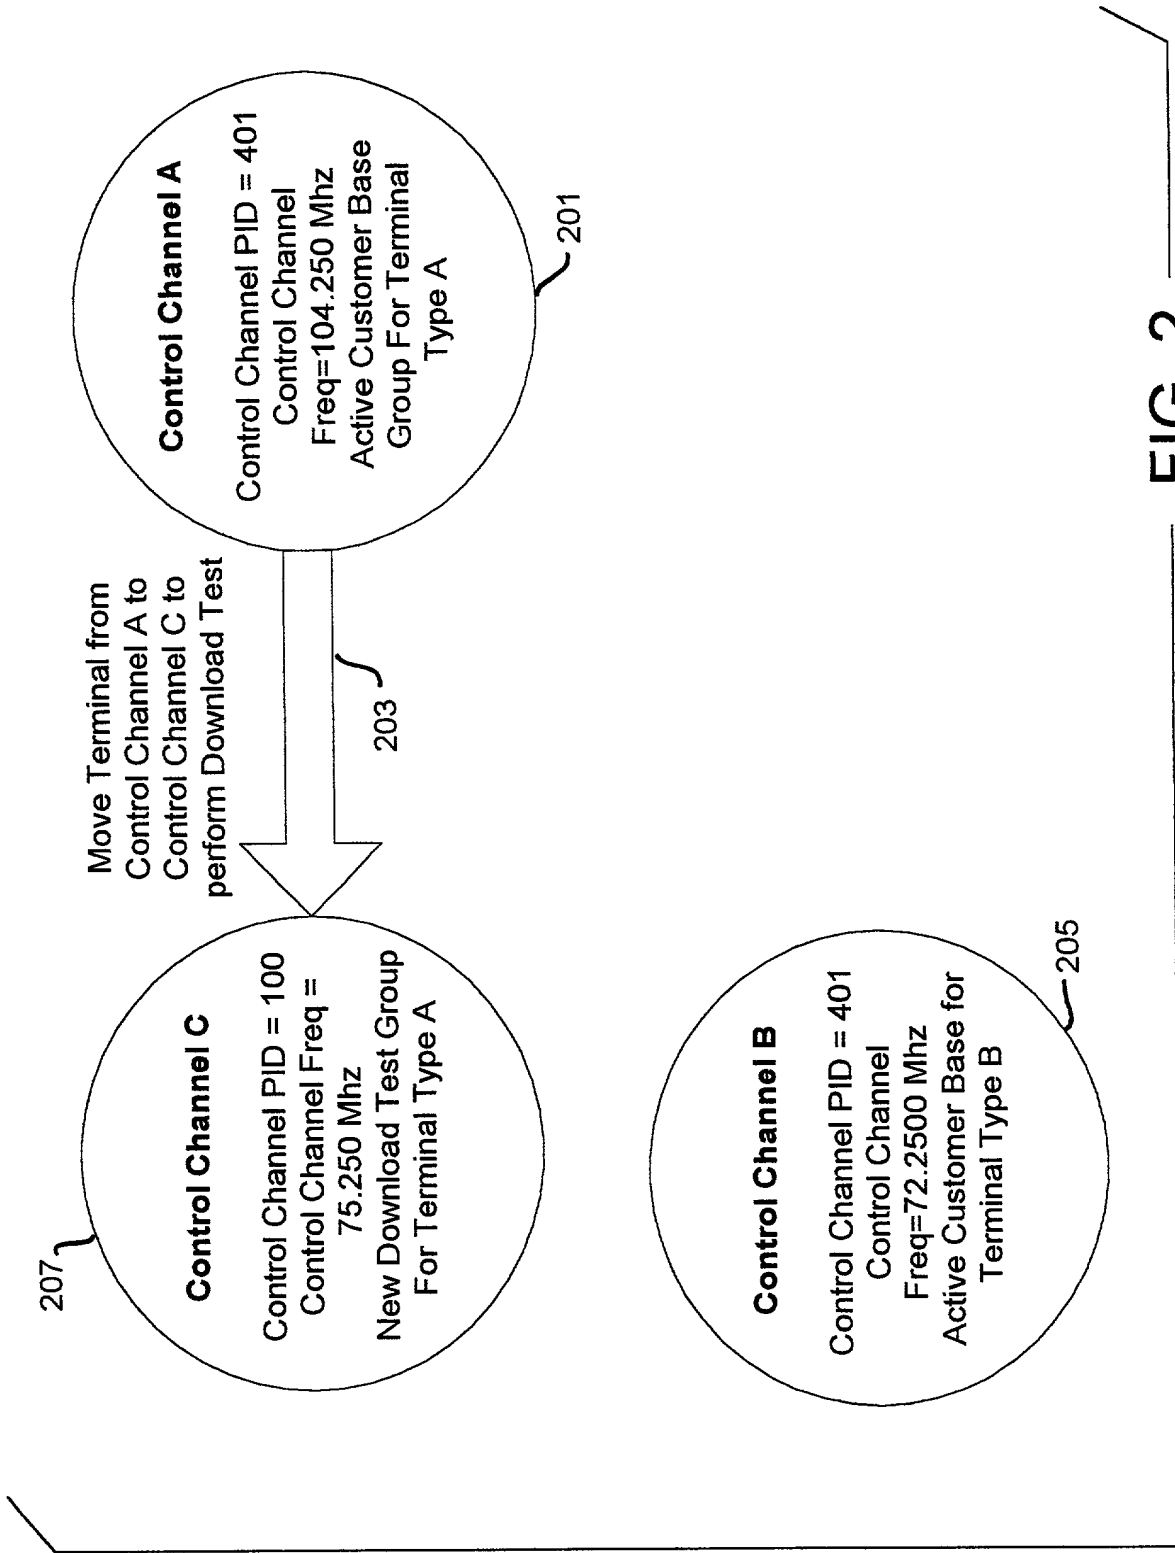 207
Control Channel C
Control Channel PID = 100
Control Channel Freq =
75.250 Mhz
New Download Test Group
For Terminal Type A
Move Terminal from
Control Channel A to
Control Channel C to
perform Download Test
203
Control Channel A
Control Channel PID = 401
Control Channel
Freq=104.250 Mhz
Active Customer Base
Group For Terminal
Type A
201
Control Channel B
Control Channel PID = 401
Control Channel
Freq=72.2500 Mhz
Active Customer Base for
Terminal Type B
205
FIG 2